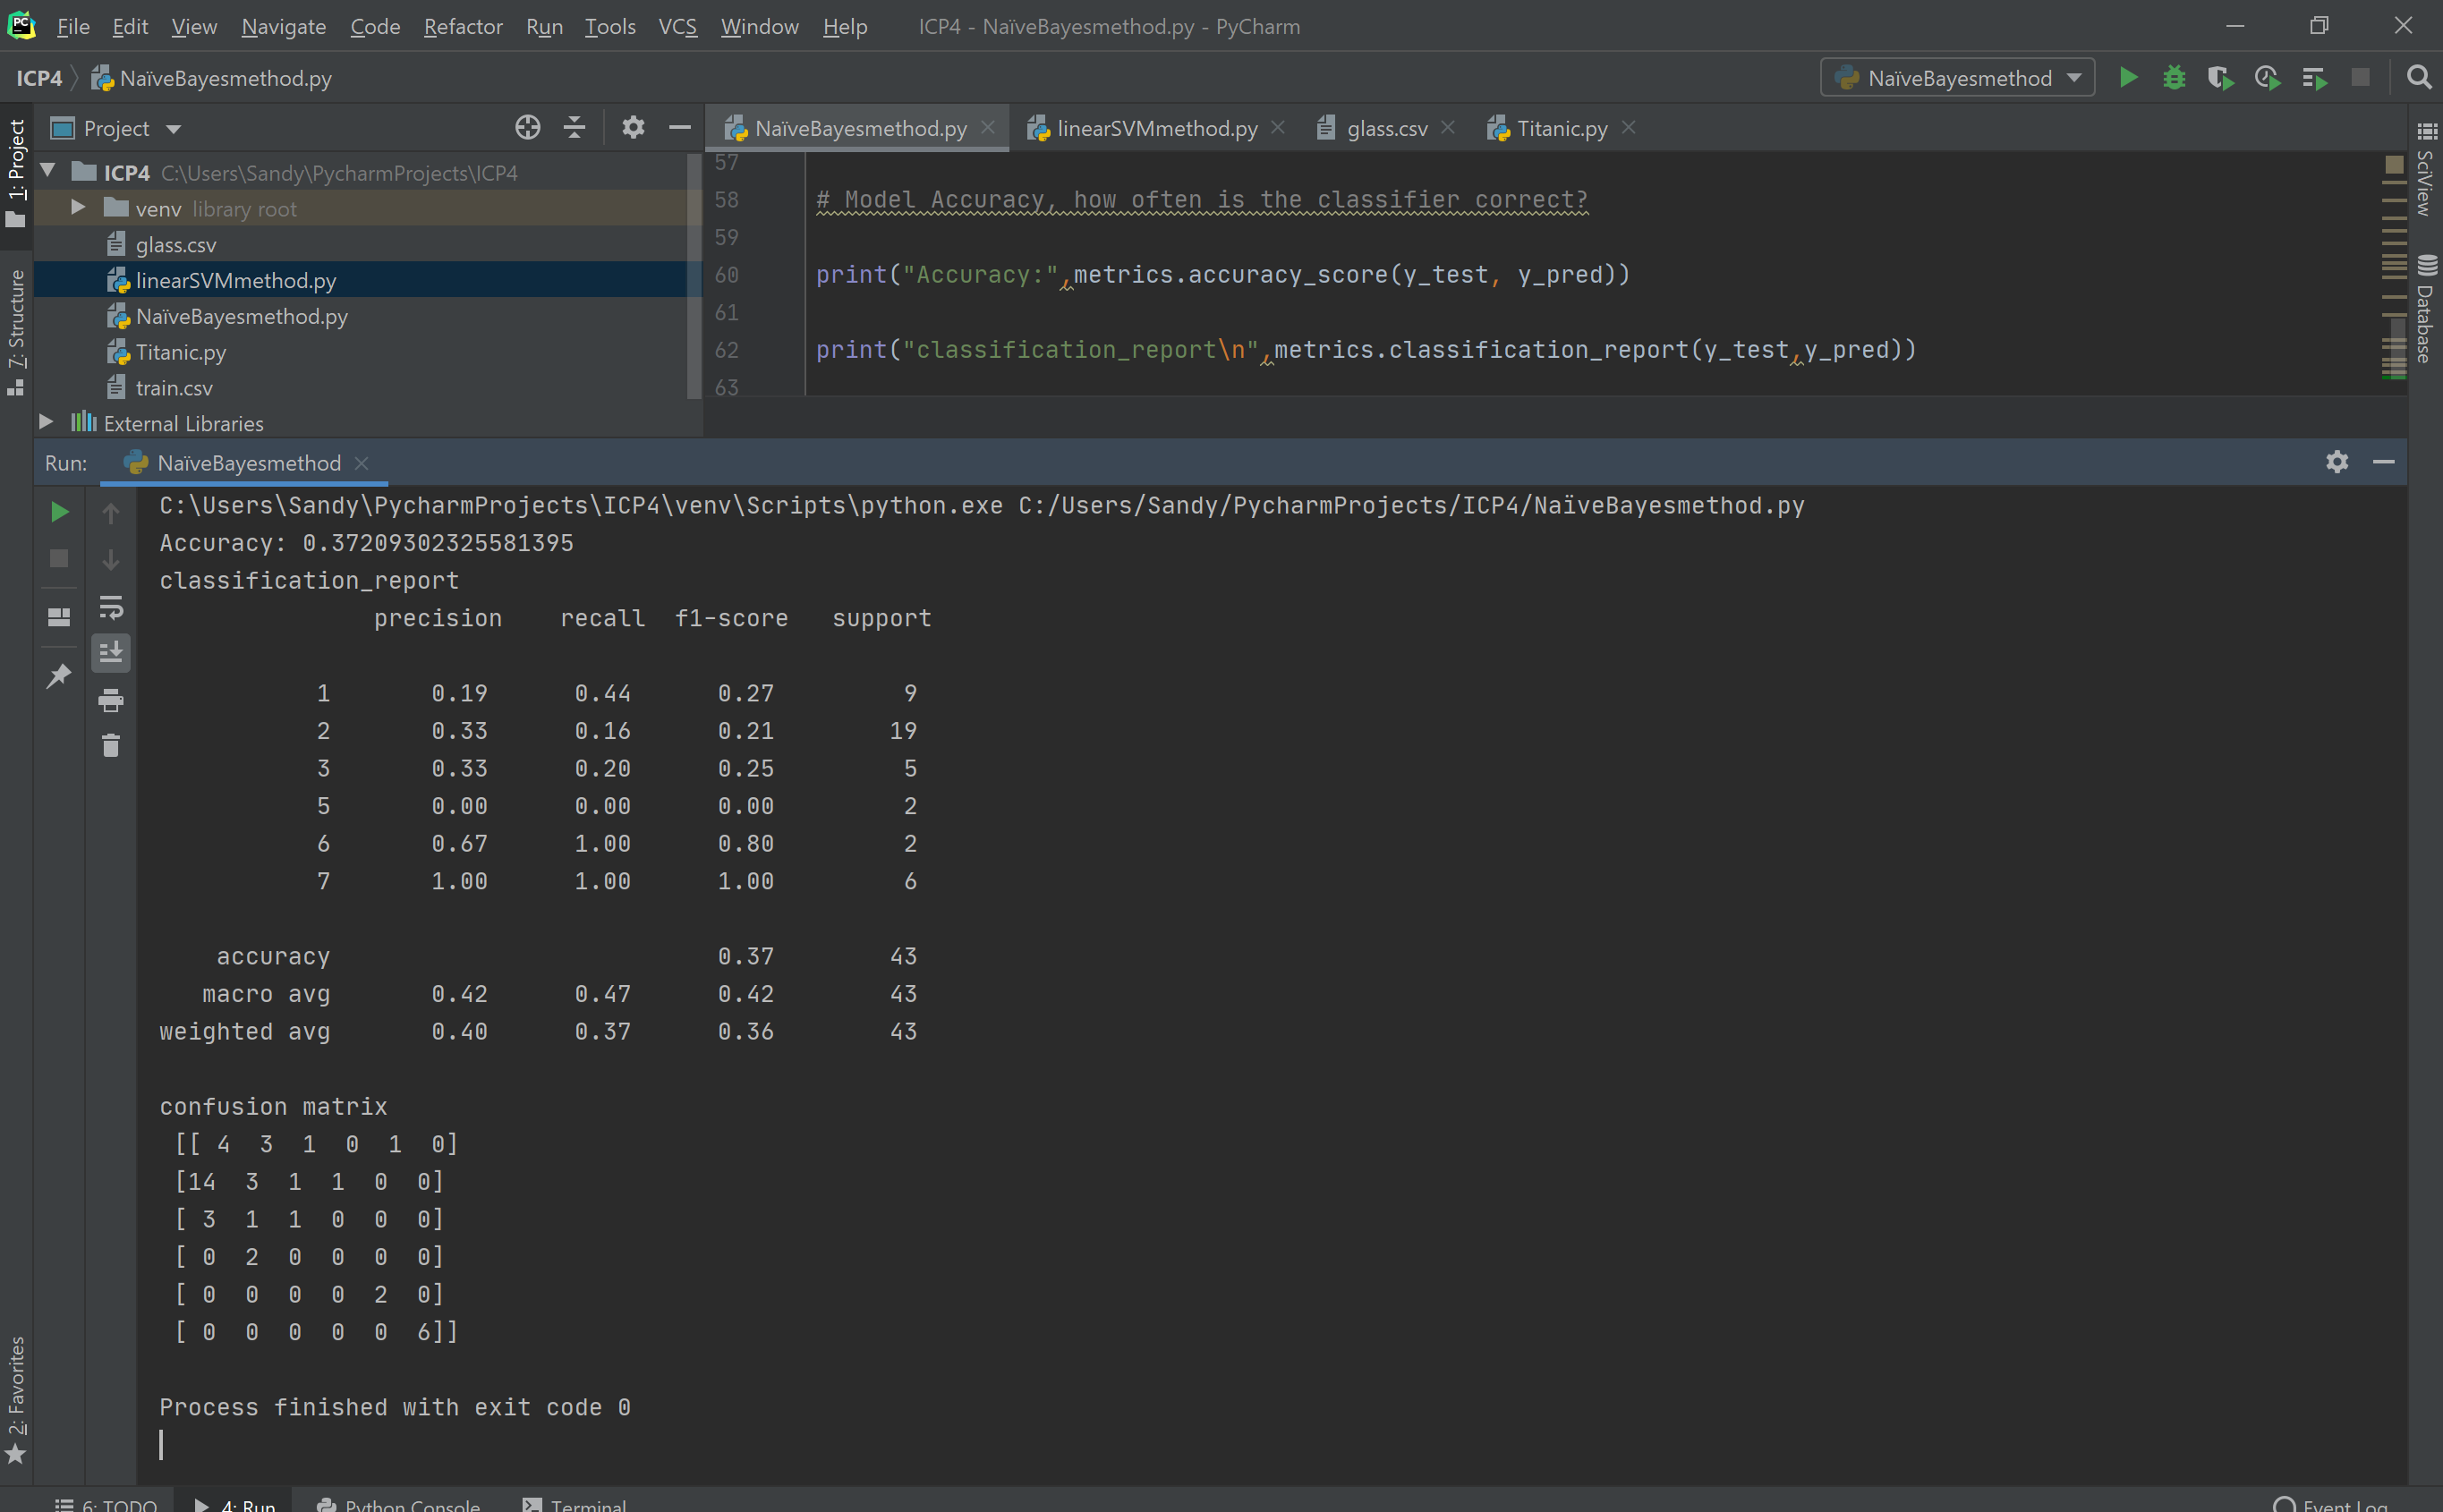 File Edit View Navigate Code Refactor Run Tools VCS Window Help ICP4 - NaïveBayesmethod.py - PyCharm
ICP4 NaïveBayesmethod.py NaïveBayesmethod
1: Project
Project
NaïveBayesmethod.py linearSVMmethod.py glass.csv Titanic.py
ICP4 C:\Users\Sandy\PycharmProjects\ICP4
venv library root
glass.csv
linearSVMmethod.py
NaïveBayesmethod.py
Titanic.py
train.csv
External Libraries
57
58 # Model Accuracy, how often is the classifier correct?
59
60 print("Accuracy:",metrics.accuracy_score(y_test, y_pred))
61
62 print("classification_report\n",metrics.classification_report(y_test,y_pred))
63
SciView
Database
7: Structure
Run: NaïveBayesmethod
C:\Users\Sandy\PycharmProjects\ICP4\venv\Scripts\python.exe C:/Users/Sandy/PycharmProjects/ICP4/NaïveBayesmethod.py
Accuracy: 0.37209302325581395
classification_report
precision recall f1-score support
1 0.19 0.44 0.27 9
2 0.33 0.16 0.21 19
3 0.33 0.20 0.25 5
5 0.00 0.00 0.00 2
6 0.67 1.00 0.80 2
7 1.00 1.00 1.00 6
accuracy 0.37 43
macro avg 0.42 0.47 0.42 43
weighted avg 0.40 0.37 0.36 43
confusion matrix
[[ 4 3 1 0 1 0]
[14 3 1 1 0 0]
[ 3 1 1 0 0 0]
[ 0 2 0 0 0 0]
[ 0 0 0 0 2 0]
[ 0 0 0 0 0 6]]
Process finished with exit code 0
2: Favorites
6: TODO 4: Run Python Console Terminal Event Log